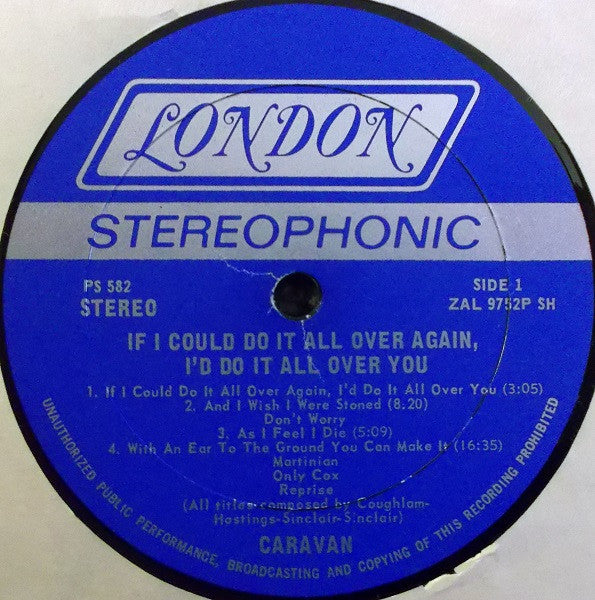 LONDON
STEREOPHONIC
PS 582
STEREO
SIDE 1
ZAL 9752P SH
IF I COULD DO IT ALL OVER AGAIN,
I'D DO IT ALL OVER YOU
1. If I Could Do It All Over Again, I'd Do It All Over You (3:05)
2. And I Wish I Were Stoned (8.20)
Don't Worry
3. As I Feel I Die (5:09)
4. With An Ear To The Ground You Can Make It (16:35)
Martinian
Only Cox
Reprise
(All titles composed by Coughlam-
Hastings-Sinclair-Sinclair)
CARAVAN
UNAUTHORIZED PUBLIC PERFORMANCE, BROADCASTING AND COPYING OF THIS RECORDING PROHIBITED